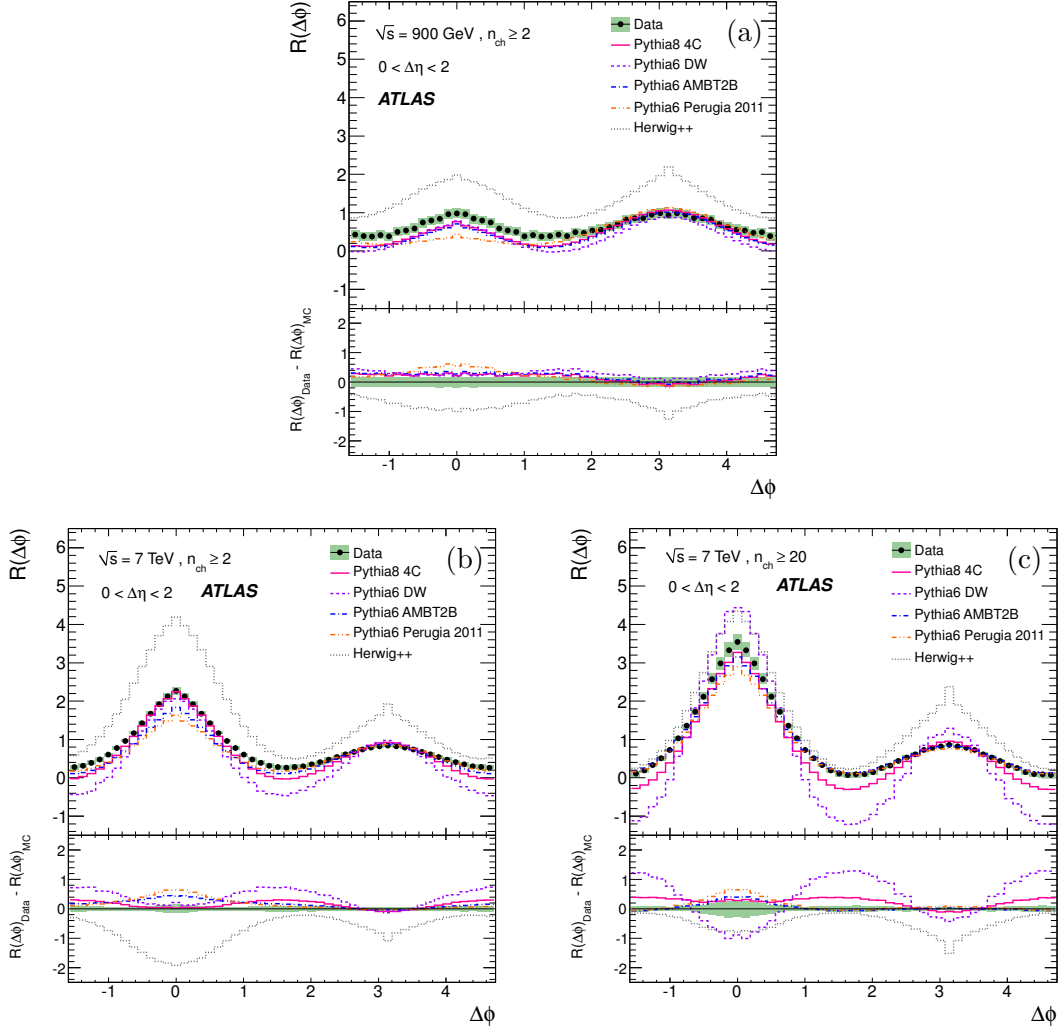 (a)
√s = 900 GeV , n_ch ≥ 2
0 < Δη < 2
ATLAS
Data
Pythia8 4C
Pythia6 DW
Pythia6 AMBT2B
Pythia6 Perugia 2011
Herwig++
R(Δϕ)
6
5
4
3
2
1
0
-1
R(Δϕ)_Data - R(Δϕ)_MC
2
1
0
-1
-2
-1 0 1 2 3 4
Δϕ
(b)
√s = 7 TeV , n_ch ≥ 2
0 < Δη < 2 ATLAS
Data
Pythia8 4C
Pythia6 DW
Pythia6 AMBT2B
Pythia6 Perugia 2011
Herwig++
R(Δϕ)
6
5
4
3
2
1
0
-1
R(Δϕ)_Data - R(Δϕ)_MC
2
1
0
-1
-2
-1 0 1 2 3 4
Δϕ
(c)
√s = 7 TeV , n_ch ≥ 20
0 < Δη < 2 ATLAS
Data
Pythia8 4C
Pythia6 DW
Pythia6 AMBT2B
Pythia6 Perugia 2011
Herwig++
R(Δϕ)
6
5
4
3
2
1
0
-1
R(Δϕ)_Data - R(Δϕ)_MC
2
1
0
-1
-2
-1 0 1 2 3 4
Δϕ